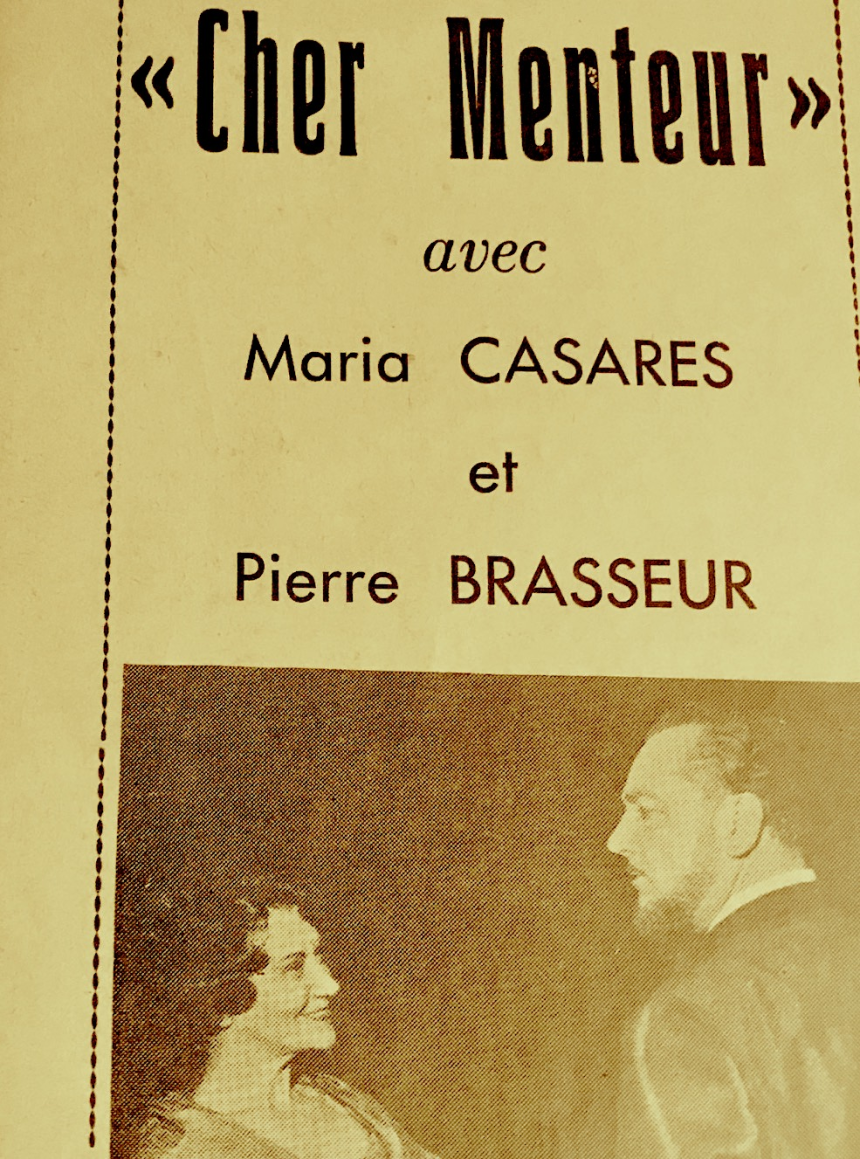 «Cher Menteur»
avec
Maria CASARES
et
Pierre BRASSEUR